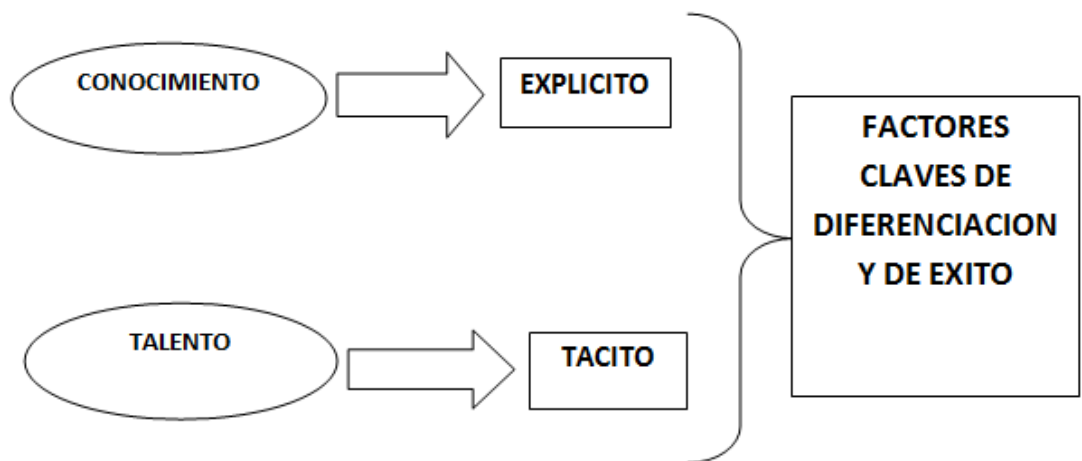 CONOCIMIENTO
EXPLICITO
TALENTO
TACITO
FACTORES
CLAVES DE
DIFERENCIACION
Y DE EXITO